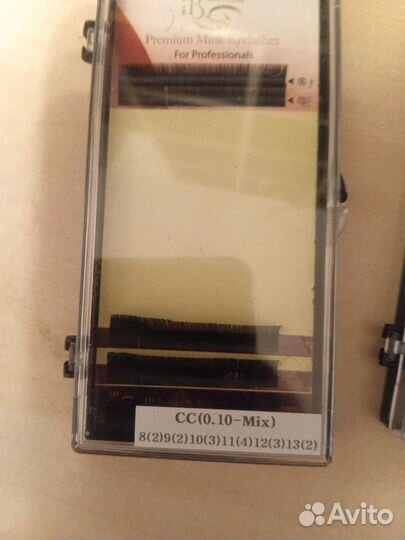 Premium Mink Eyelashes
For Professionals
CC(0.10-Mix)
8(2)9(2)10(3)11(4)12(3)13(2)
Avito